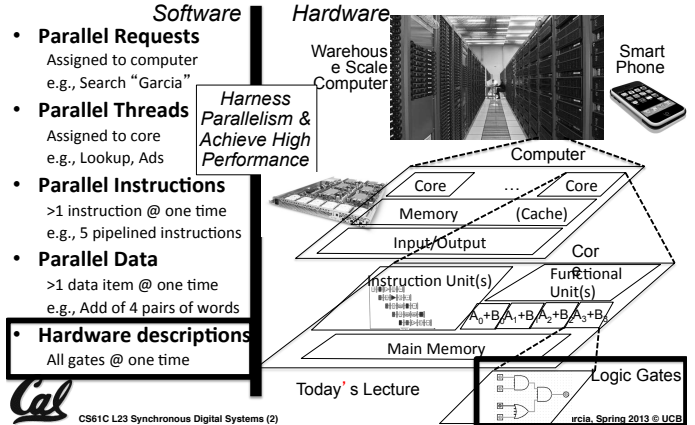 Software
Hardware
• Parallel Requests
Assigned to computer
e.g., Search “Garcia”
• Parallel Threads
Assigned to core
e.g., Lookup, Ads
• Parallel Instructions
>1 instruction @ one time
e.g., 5 pipelined instructions
• Parallel Data
>1 data item @ one time
e.g., Add of 4 pairs of words
• Hardware descriptions
All gates @ one time
Harness
Parallelism &
Achieve High
Performance
Warehous
e Scale
Computer
Smart
Phone
Computer
Core
…
Core
Memory (Cache)
Input/Output
Cor
e
Instruction Unit(s)
Functional
Unit(s)
A0+B A1+B A2+B A3+B3
Main Memory
Logic Gates
Today’s Lecture
Cal
CS61C L23 Synchronous Digital Systems (2)
rcia, Spring 2013 © UCB